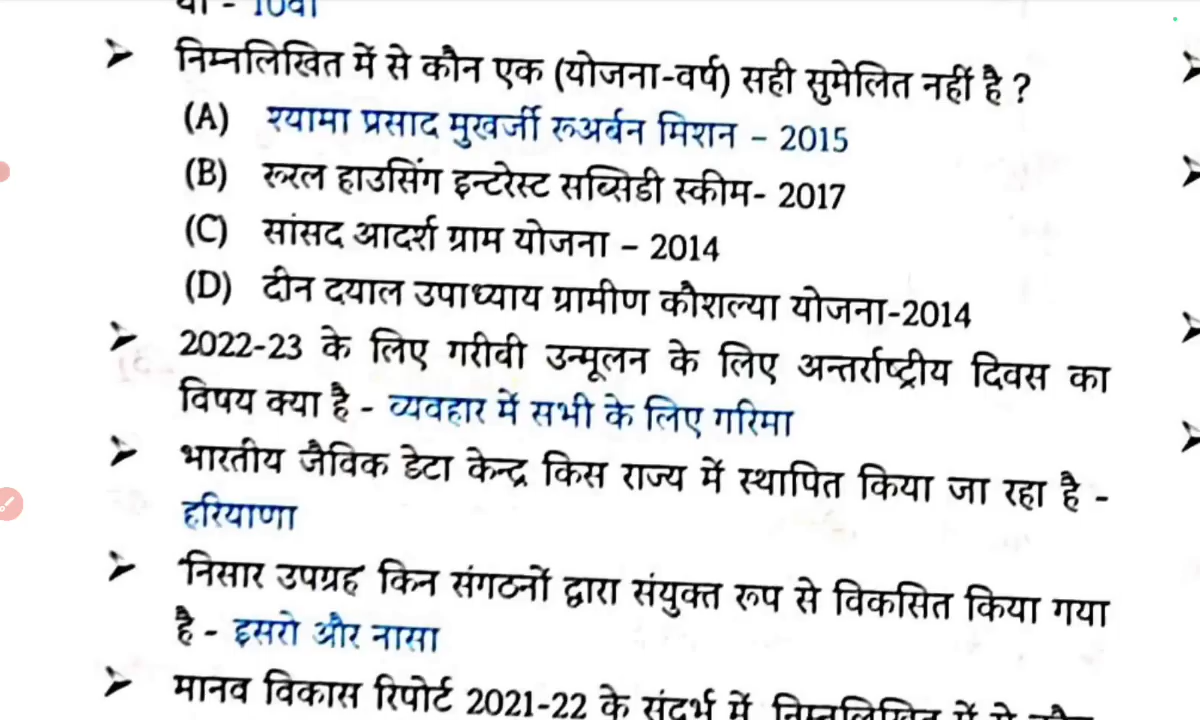 - 10वा
निम्नलिखित में से कौन एक (योजना-वर्ष) सही सुमेलित नहीं है ?
(A) श्यामा प्रसाद मुखर्जी रूअर्बन मिशन – 2015
(B) रूरल हाउसिंग इन्टरेस्ट सब्सिडी स्कीम- 2017
(C) सांसद आदर्श ग्राम योजना – 2014
(D) दीन दयाल उपाध्याय ग्रामीण कौशल्या योजना-2014
2022-23 के लिए गरीवी उन्मूलन के लिए अन्तर्राष्ट्रीय दिवस का
विषय क्या है - व्यवहार में सभी के लिए गरिमा
भारतीय जैविक डेटा केन्द्र किस राज्य में स्थापित किया जा रहा है -
हरियाणा
'निसार उपग्रह' किन संगठनों द्वारा संयुक्त रूप से विकसित किया गया
है - इसरो और नासा
मानव विकास रिपोर्ट 2021-22 के संदर्भ में निम्नलिखित में से कौन